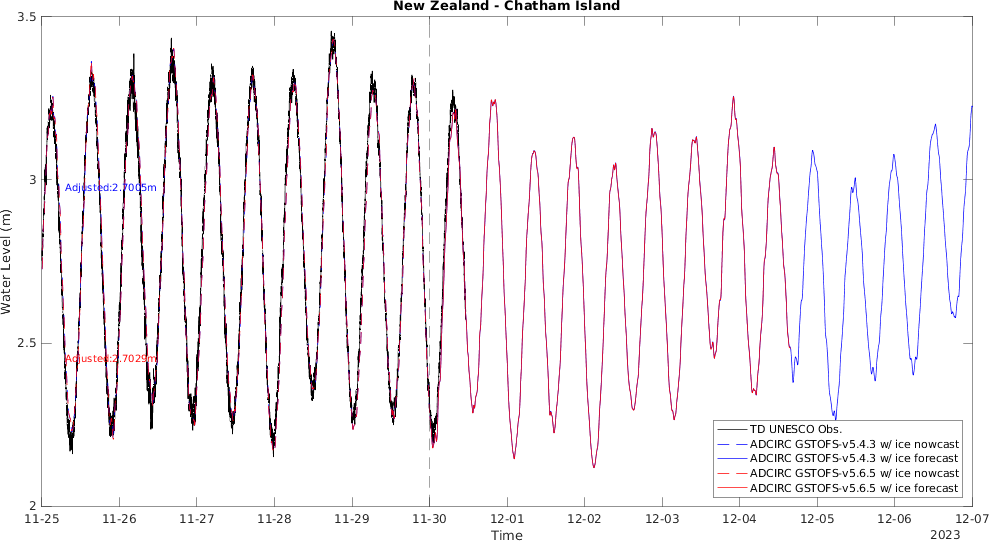 New Zealand - Chatham Island
3.5
3
2.5
2
Water Level (m)
Adjusted:2.7005m
Adjusted:2.7029m
TD UNESCO Obs.
ADCIRC GSTOFS-v5.4.3 w/ ice nowcast
ADCIRC GSTOFS-v5.4.3 w/ ice forecast
ADCIRC GSTOFS-v5.6.5 w/ ice nowcast
ADCIRC GSTOFS-v5.6.5 w/ ice forecast
11-25 11-26 11-27 11-28 11-29 11-30 12-01 12-02 12-03 12-04 12-05 12-06 12-07
Time
2023